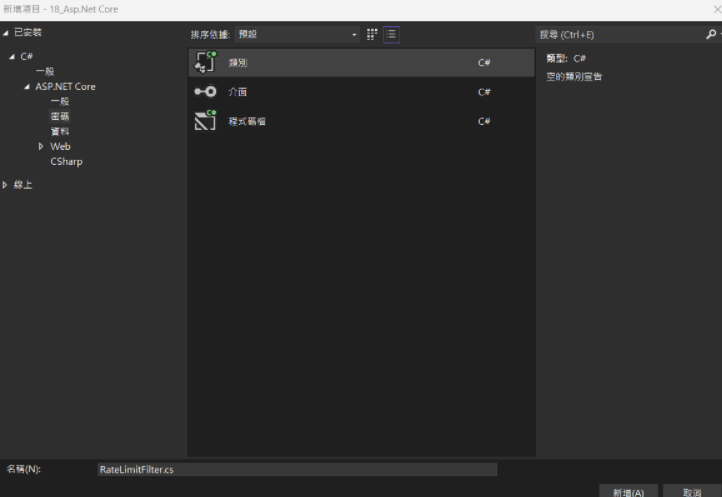 新增項目 - 18_Asp.Net Core
已安裝
C#
一般
ASP.NET Core
一般
密碼
資料
Web
CSharp
線上
排序依據: 預設
類別 C#
介面 C#
程式碼檔 C#
搜尋 (Ctrl+E)
類型: C#
空的類別宣告
名稱(N): RateLimitFilter.cs
新增(A) 取消